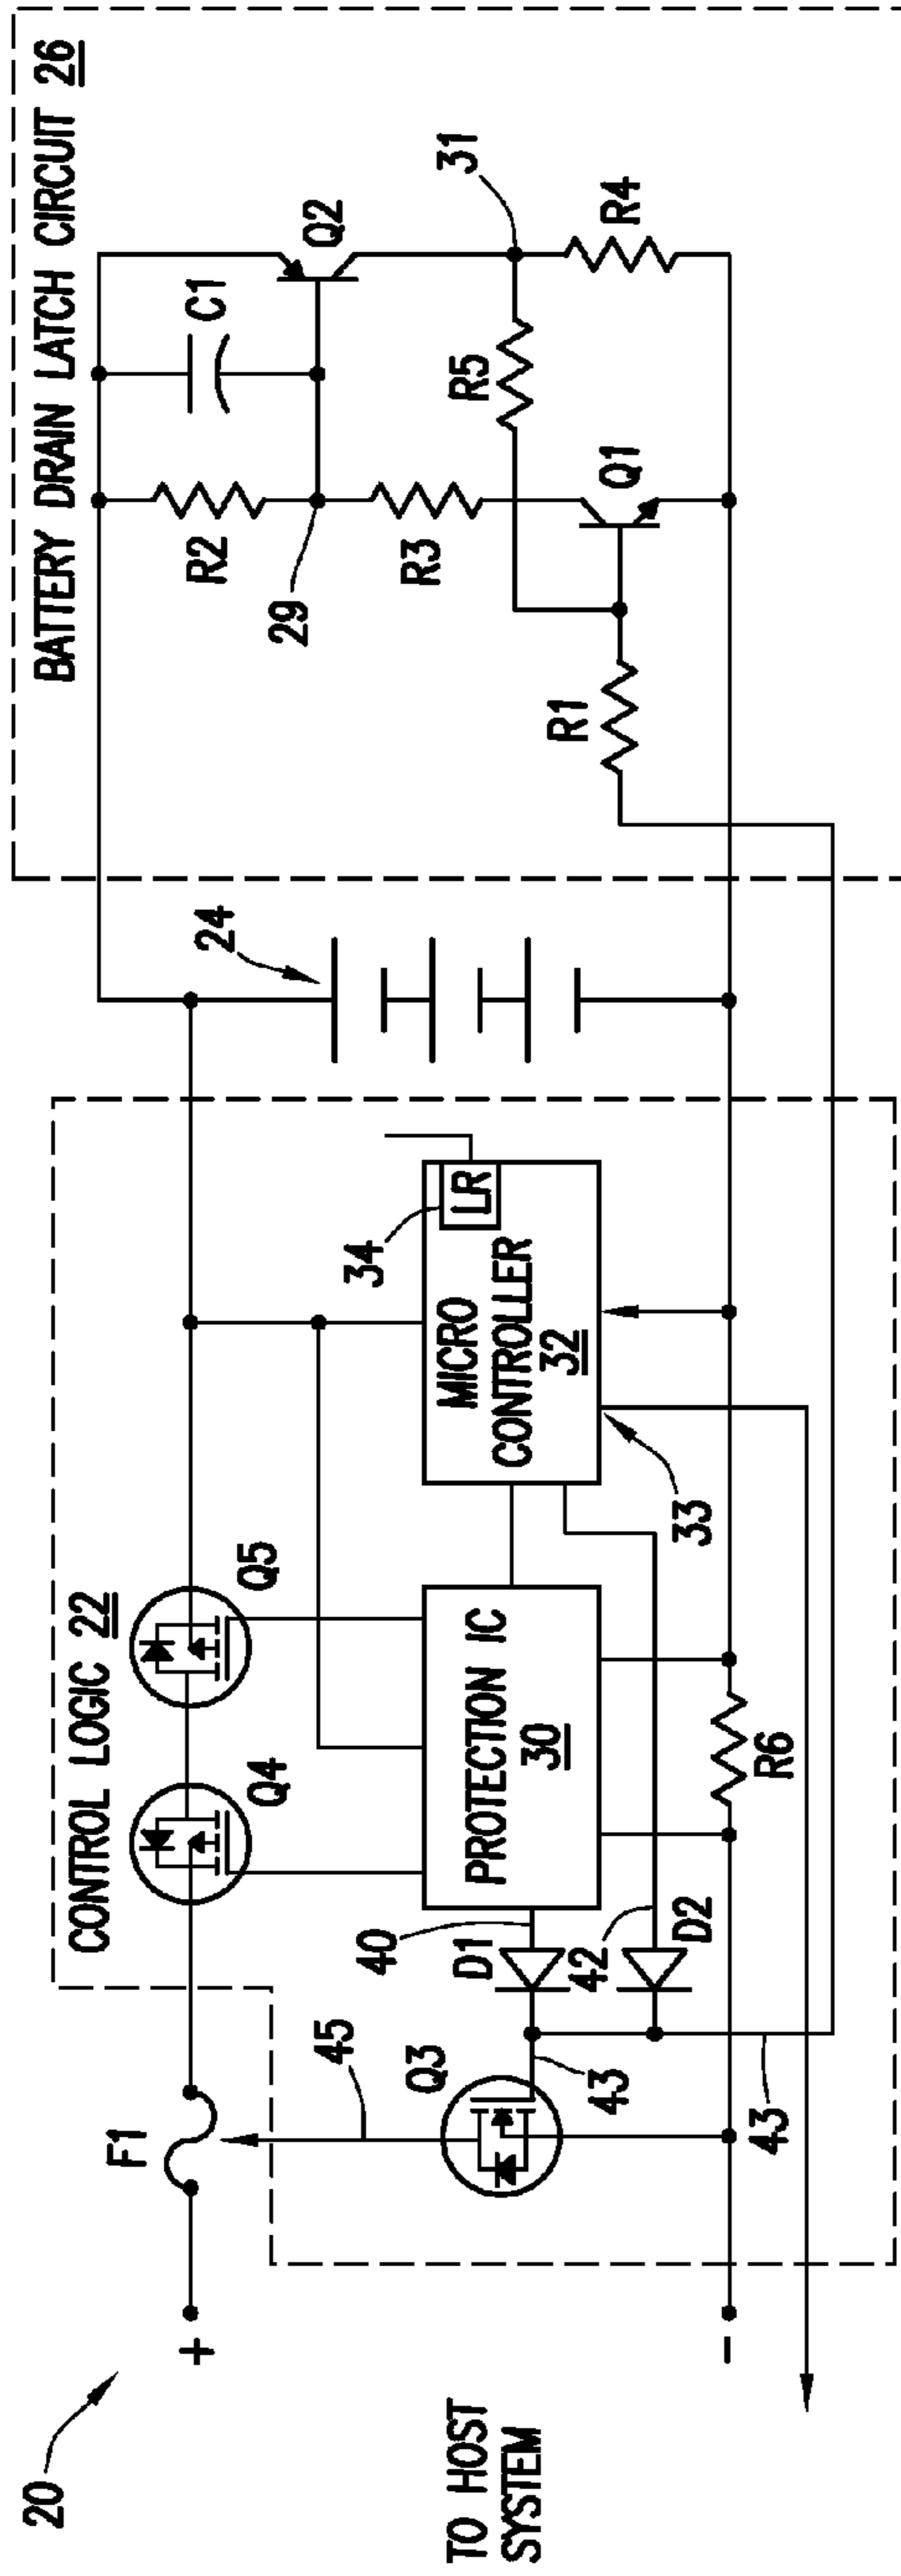 20
TO HOST
SYSTEM
+
-
F1
45
CONTROL LOGIC 22
Q4
Q5
Q3
43
43
40
D1
42
D2
PROTECTION IC
30
R6
MICRO
CONTROLLER
32
33
34
LR
24
BATTERY DRAIN LATCH CIRCUIT 26
R2
C1
29
Q2
R3
R5
31
R1
Q1
R4